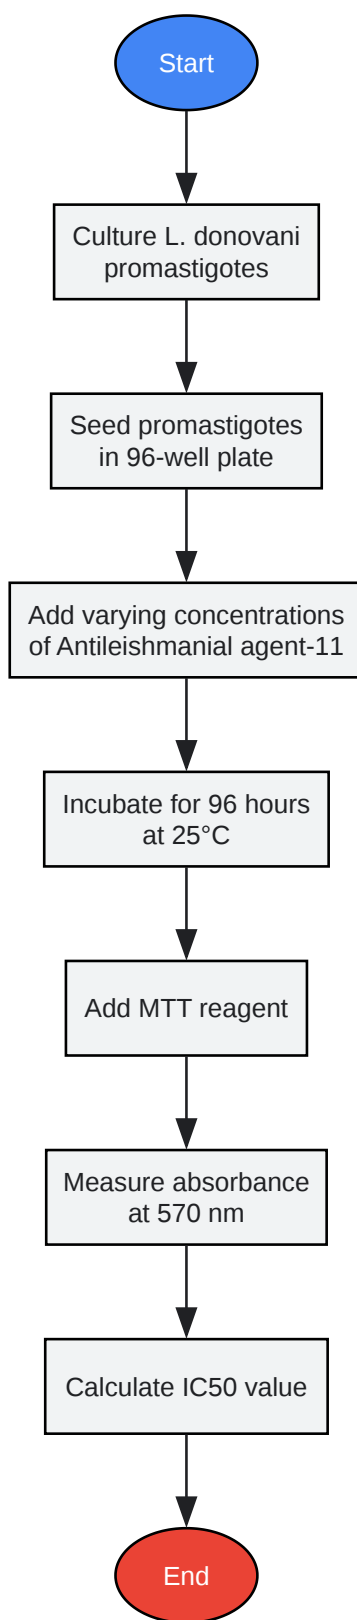 Start
Culture L. donovani
promastigotes
Seed promastigotes
in 96-well plate
Add varying concentrations
of Antileishmanial agent-11
Incubate for 96 hours
at 25°C
Add MTT reagent
Measure absorbance
at 570 nm
Calculate IC50 value
End